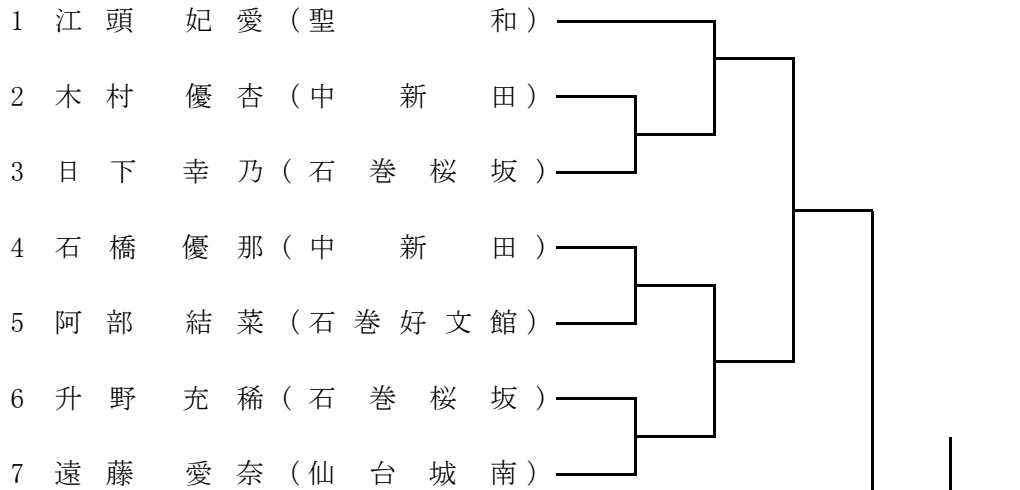 1 江頭 妃愛 (聖和)
2 木村 優杏 (中新田)
3 日下 幸乃 (石巻桜坂)
4 石橋 優那 (中新田)
5 阿部 結菜 (石巻好文館)
6 升野 充稀 (石巻桜坂)
7 遠藤 愛奈 (仙台城南)